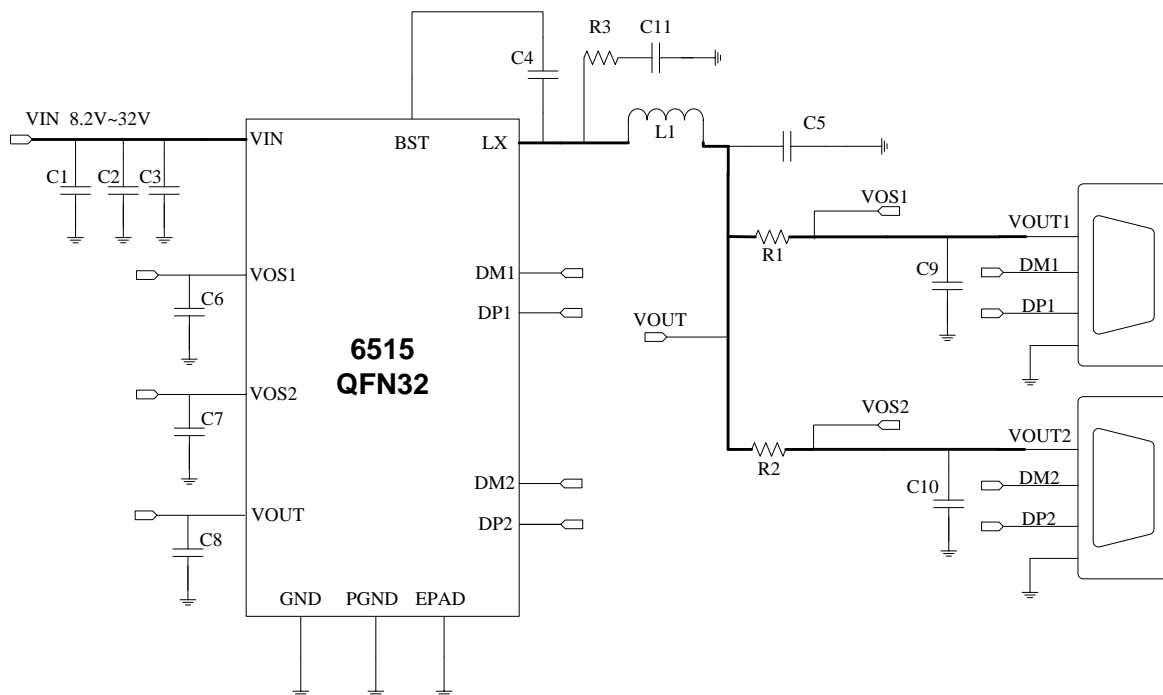 R3
C11
C4
VIN 8.2V~32V
VIN
BST
LX
L1
C5
C1
C2
C3
VOS1
VOUT1
R1
VOS1
DM1
C9
DM1
C6
DP1
DP1
VOUT
6515
QFN32
VOS2
VOS2
C7
VOUT2
R2
DM2
C10
DM2
VOUT
DP2
DP2
C8
GND
PGND
EPAD